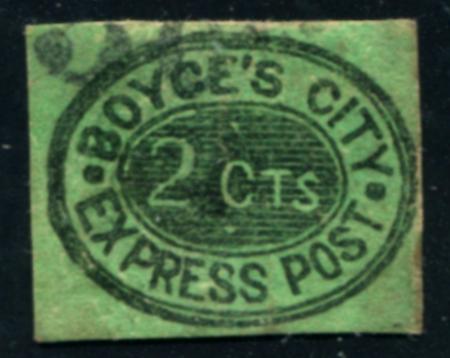 BOYCE'S CITY
2 CTS
EXPRESS POST